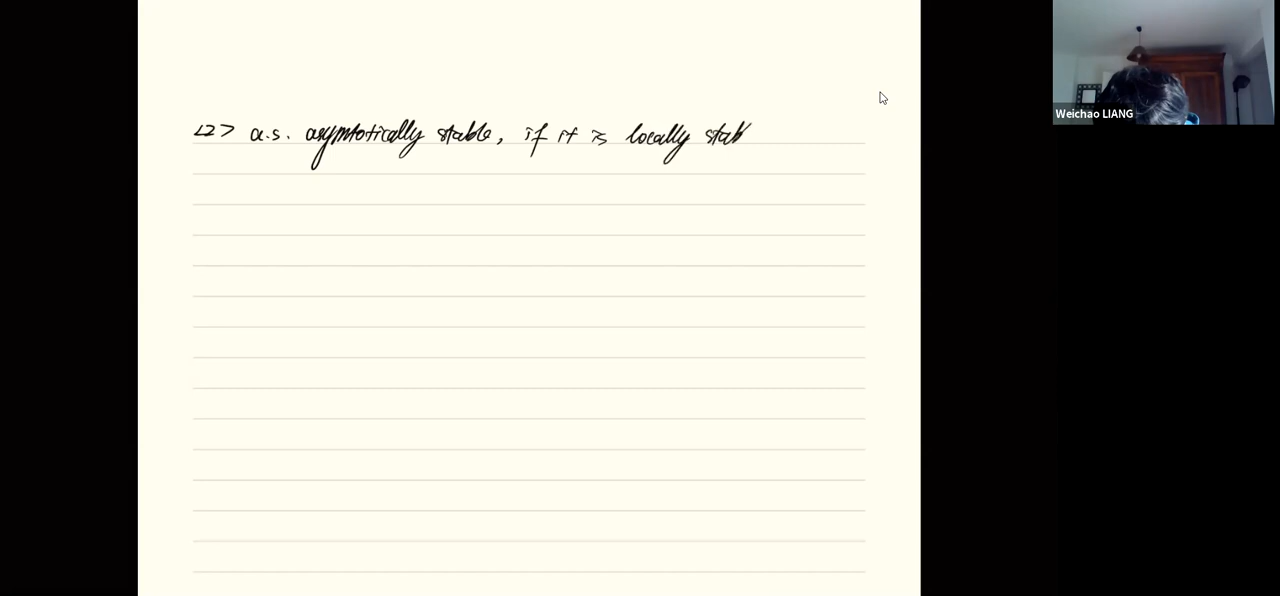 <2> a.s. asymptotically stable, if it is locally stab
Weichao LIANG